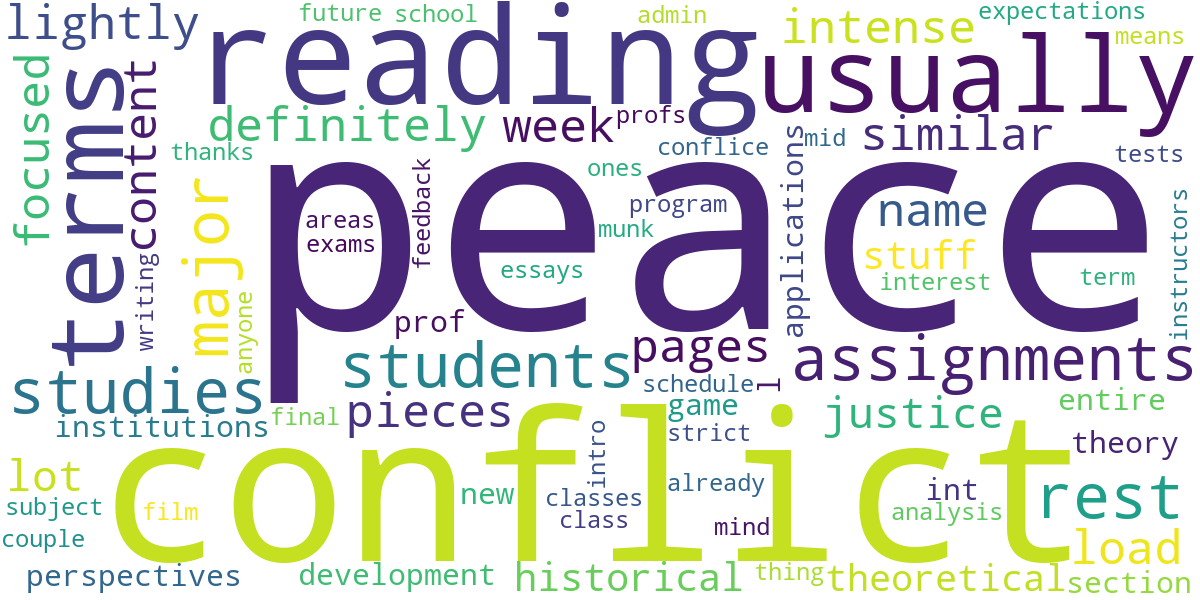 lightly
future school
reading
admin
intense
expectations
means
usually
focused
terms
content
definitely
week
profs
similar
thanks
conflice
mid
tests
ones
applications
major
peace
areas
exams
feedback
program
munk
name
stuff
interest
essays
term
instructors
writing
anyone
prof
students
pages
l
assignments
studies
schedule
game
strict
pieces
final
institutions
justice
entire
theory
lot
conflict
intro
already
new
classes
class
int
analysis
rest
subject
film
couple
mind
load
perspectives
development
historical
thing
theoretical
section